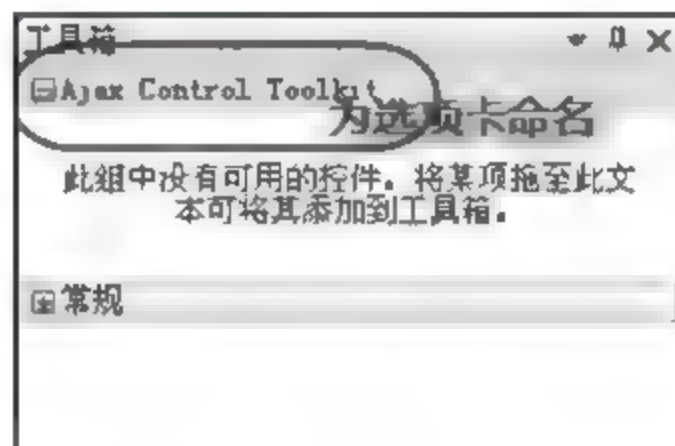 工具箱
Ajax Control Toolkit
为选项卡命名
此组中没有可用的控件。将某项拖至此文
本可将其添加到工具箱。
常规